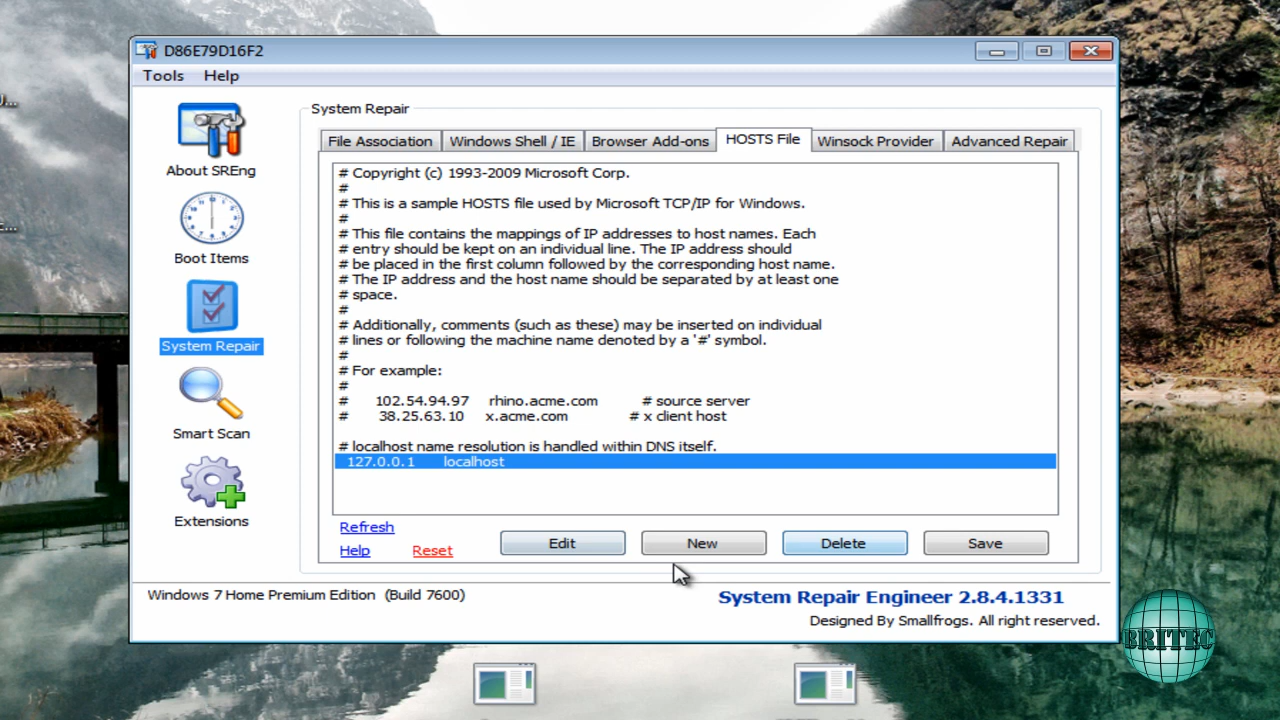 D86E79D16F2
Tools Help
System Repair
File Association Windows Shell / IE Browser Add-ons HOSTS File Winsock Provider Advanced Repair
About SREng
Boot Items
System Repair
Smart Scan
Extensions
# Copyright (c) 1993-2009 Microsoft Corp.
#
# This is a sample HOSTS file used by Microsoft TCP/IP for Windows.
#
# This file contains the mappings of IP addresses to host names. Each
# entry should be kept on an individual line. The IP address should
# be placed in the first column followed by the corresponding host name.
# The IP address and the host name should be separated by at least one
# space.
#
# Additionally, comments (such as these) may be inserted on individual
# lines or following the machine name denoted by a '#' symbol.
#
# For example:
#
# 102.54.94.97 rhino.acme.com # source server
# 38.25.63.10 x.acme.com # x client host
# localhost name resolution is handled within DNS itself.
127.0.0.1 localhost
Refresh
Help Reset Edit New Delete Save
Windows 7 Home Premium Edition (Build 7600)
System Repair Engineer 2.8.4.1331
Designed By Smallfrogs. All right reserved.
BRITEC